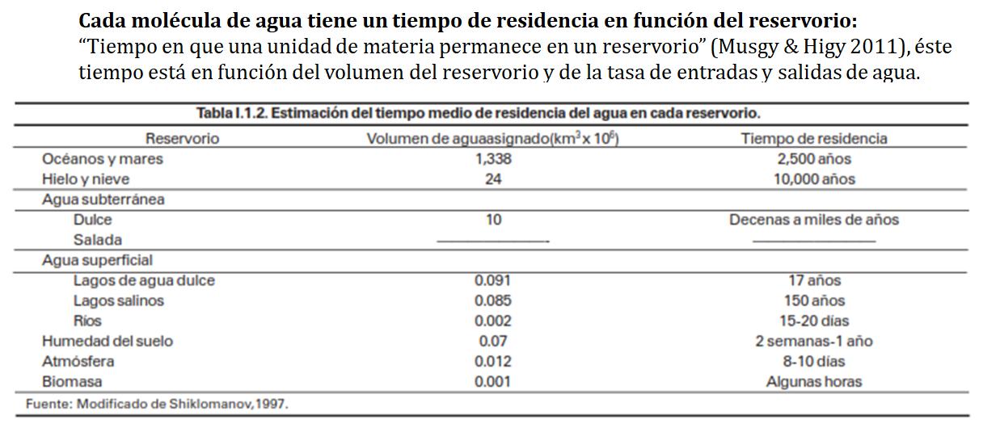 Cada molécula de agua tiene un tiempo de residencia en función del reservorio:
“Tiempo en que una unidad de materia permanece en un reservorio” (Musgy & Higy 2011), éste
tiempo está en función del volumen del reservorio y de la tasa de entradas y salidas de agua.
Tabla I.1.2. Estimación del tiempo medio de residencia del agua en cada reservorio.
Reservorio Volumen de aguaasignado(km³ x 10⁶) Tiempo de residencia
Océanos y mares 1,338 2,500 años
Hielo y nieve 24 10,000 años
Agua subterránea
Dulce 10 Decenas a miles de años
Salada
Agua superficial
Lagos de agua dulce 0.091 17 años
Lagos salinos 0.085 150 años
Ríos 0.002 15-20 días
Humedad del suelo 0.07 2 semanas-1 año
Atmósfera 0.012 8-10 días
Biomasa 0.001 Algunas horas
Fuente: Modificado de Shiklomanov,1997.